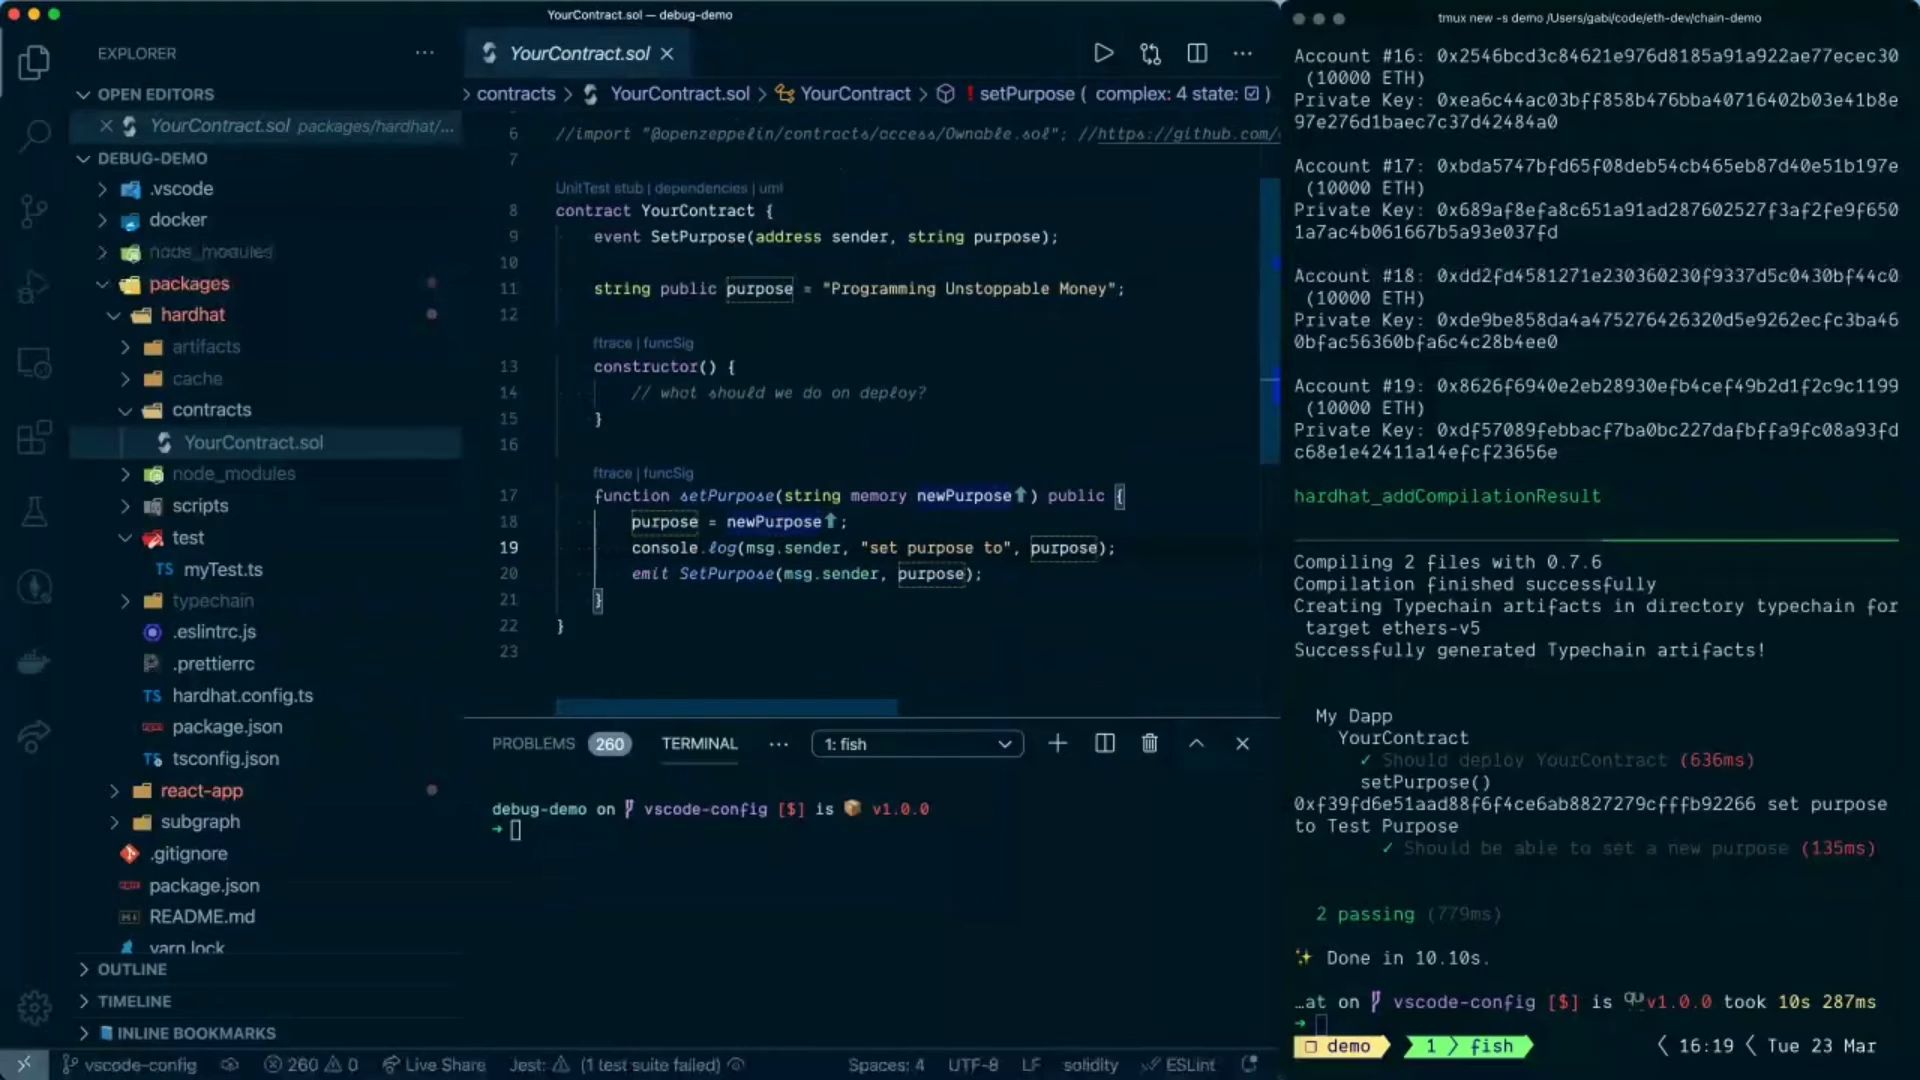 YourContract.sol — debug-demo
EXPLORER
OPEN EDITORS
YourContract.sol packages/hardhat/...
DEBUG-DEMO
.vscode
docker
node_modules
packages
hardhat
artifacts
cache
contracts
YourContract.sol
node_modules
scripts
test
TS myTest.ts
typechain
.eslintrc.js
.prettierrc
TS hardhat.config.ts
package.json
TS tsconfig.json
react-app
subgraph
.gitignore
package.json
README.md
yarn.lock
OUTLINE
TIMELINE
INLINE BOOKMARKS
YourContract.sol
contracts > YourContract.sol > YourContract > ! setPurpose ( complex: 4 state: ☑ )
6 //import "@openzeppelin/contracts/access/Ownable.sol"; //https://github.com/
7
UnitTest stub | dependencies | uml
8 contract YourContract {
9 event SetPurpose(address sender, string purpose);
10
11 string public purpose = "Programming Unstoppable Money";
12
ftrace | funcSig
13 constructor() {
14 // what should we do on deploy?
15 }
16
ftrace | funcSig
17 function setPurpose(string memory newPurpose⬆) public {
18 purpose = newPurpose⬆;
19 console.log(msg.sender, "set purpose to", purpose);
20 emit SetPurpose(msg.sender, purpose);
21 }
22 }
23
PROBLEMS 260 TERMINAL ... 1: fish
debug-demo on vscode-config [$] is 📦 v1.0.0
➜
vscode-config 260 0 Live Share Jest: ⚠ (1 test suite failed) Spaces: 4 UTF-8 LF solidity ESLint
tmux new -s demo /Users/gabi/code/eth-dev/chain-demo
Account #16: 0x2546bcd3c84621e976d8185a91a922ae77ecec30
(10000 ETH)
Private Key: 0xea6c44ac03bff858b476bba40716402b03e41b8e
97e276d1baec7c37d42484a0
Account #17: 0xbda5747bfd65f08deb54cb465eb87d40e51b197e
(10000 ETH)
Private Key: 0x689af8efa8c651a91ad287602527f3af2fe9f650
1a7ac4b061667b5a93e037fd
Account #18: 0xdd2fd4581271e230360230f9337d5c0430bf44c0
(10000 ETH)
Private Key: 0xde9be858da4a475276426320d5e9262ecfc3ba46
0bfac56360bfa6c4c28b4ee0
Account #19: 0x8626f6940e2eb28930efb4cef49b2d1f2c9c1199
(10000 ETH)
Private Key: 0xdf57089febbacf7ba0bc227dafbffa9fc08a93fd
c68e1e42411a14efcf23656e
hardhat_addCompilationResult
Compiling 2 files with 0.7.6
Compilation finished successfully
Creating Typechain artifacts in directory typechain for
target ethers-v5
Successfully generated Typechain artifacts!
My Dapp
YourContract
✓ Should deploy YourContract (636ms)
setPurpose()
0xf39fd6e51aad88f6f4ce6ab8827279cfffb92266 set purpose
to Test Purpose
✓ Should be able to set a new purpose (135ms)
2 passing (779ms)
✨ Done in 10.10s.
…at on vscode-config [$] is v1.0.0 took 10s 287ms
➜
demo 1 fish 16:19 Tue 23 Mar